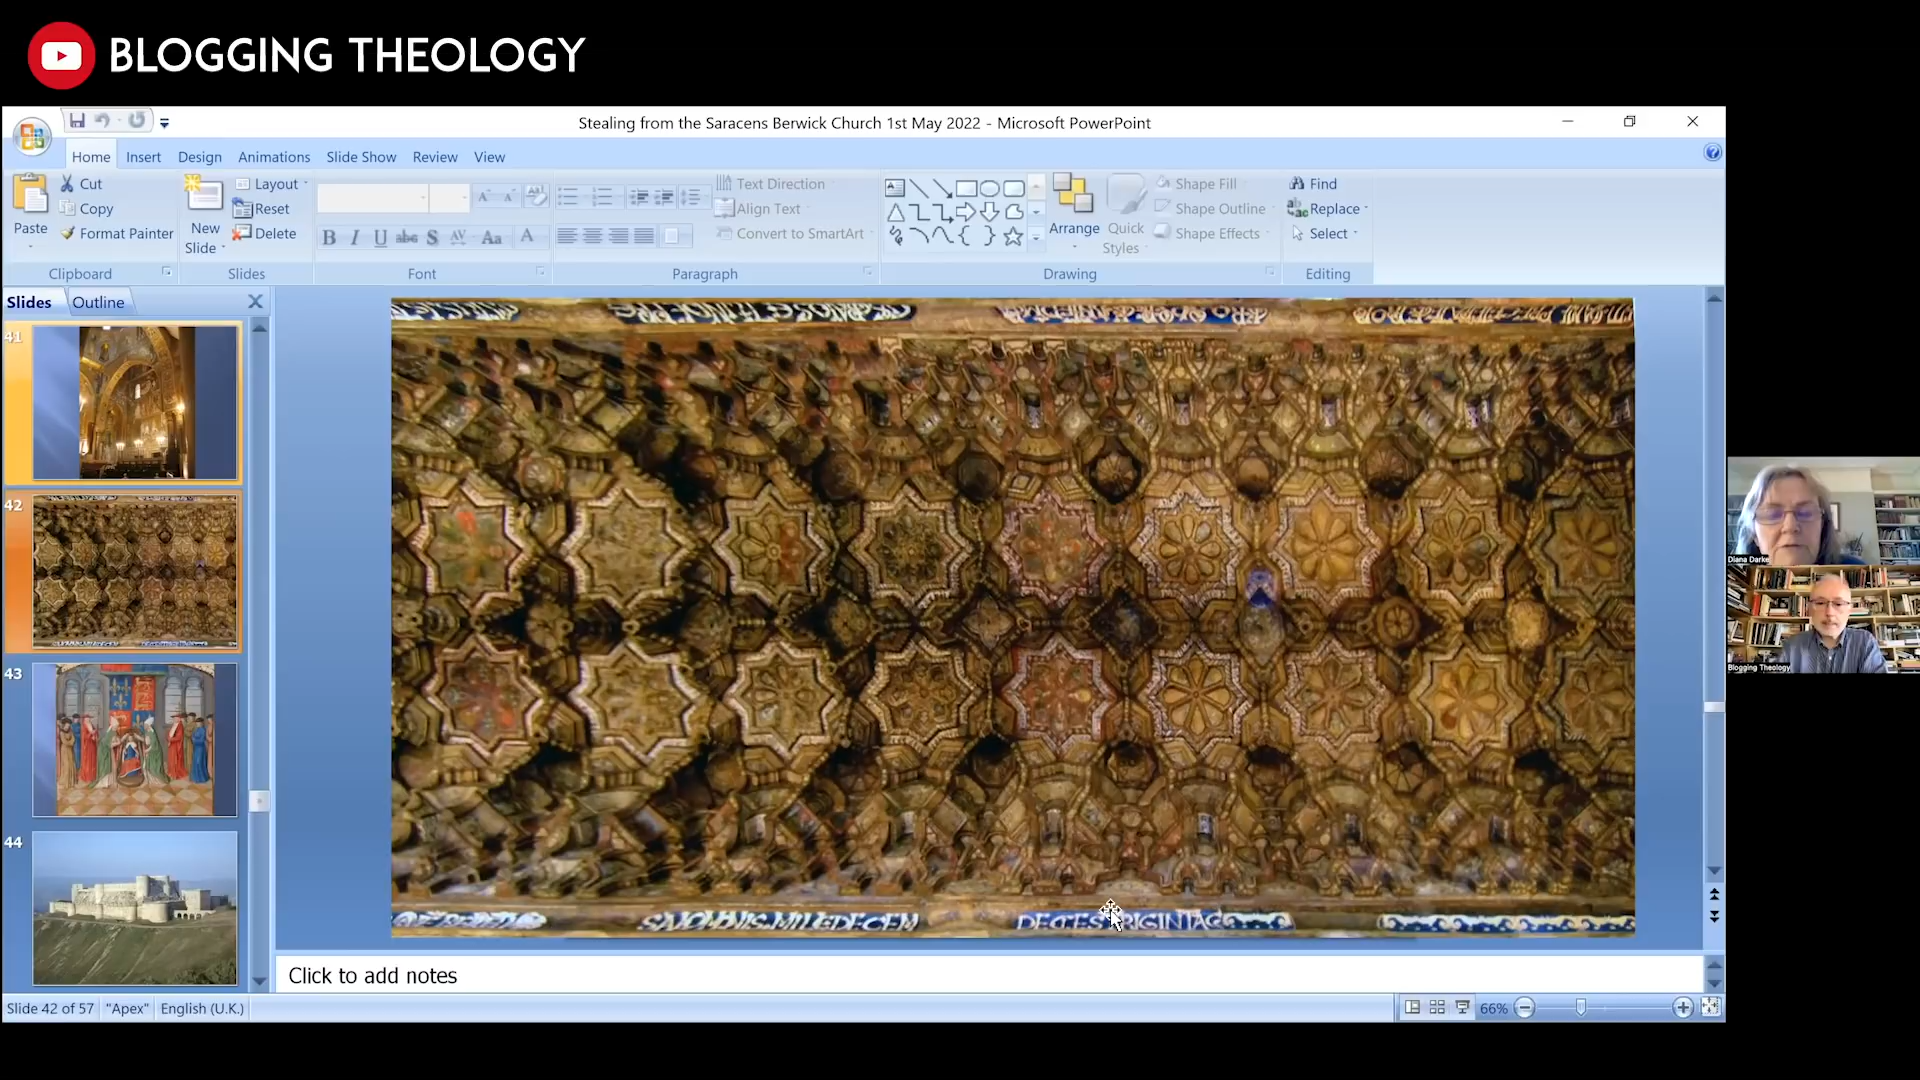 BLOGGING THEOLOGY
Stealing from the Saracens Berwick Church 1st May 2022 - Microsoft PowerPoint
Home Insert Design Animations Slide Show Review View
Paste
Cut
Copy
Format Painter
Clipboard
New Slide
Layout
Reset
Delete
Slides
B I U abc S AV Aa A
Font
Text Direction
Align Text
Convert to SmartArt
Paragraph
Arrange
Quick Styles
Shape Fill
Shape Outline
Shape Effects
Drawing
Find
Replace
Select
Editing
Slides Outline
41
42
43
44
Diana Darke
Blogging Theology
Click to add notes
Slide 42 of 57 "Apex" English (U.K.) 66%